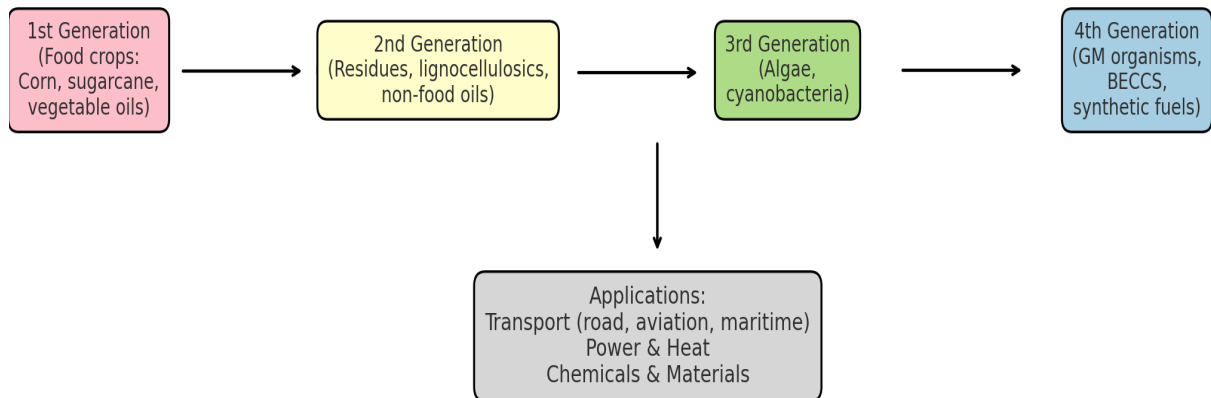 1st Generation
(Food crops:
Corn, sugarcane,
vegetable oils)
2nd Generation
(Residues, lignocellulosics,
non-food oils)
3rd Generation
(Algae,
cyanobacteria)
4th Generation
(GM organisms,
BECCS,
synthetic fuels)
Applications:
Transport (road, aviation, maritime)
Power & Heat
Chemicals & Materials